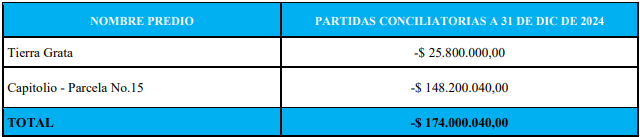 NOMBRE PREDIO PARTIDAS CONCILIATORIAS A 31 DE DIC DE 2024
Tierra Grata -$ 25.800.000,00
Capitolio - Parcela No.15 -$ 148.200.040,00
TOTAL -$ 174.000.040,00